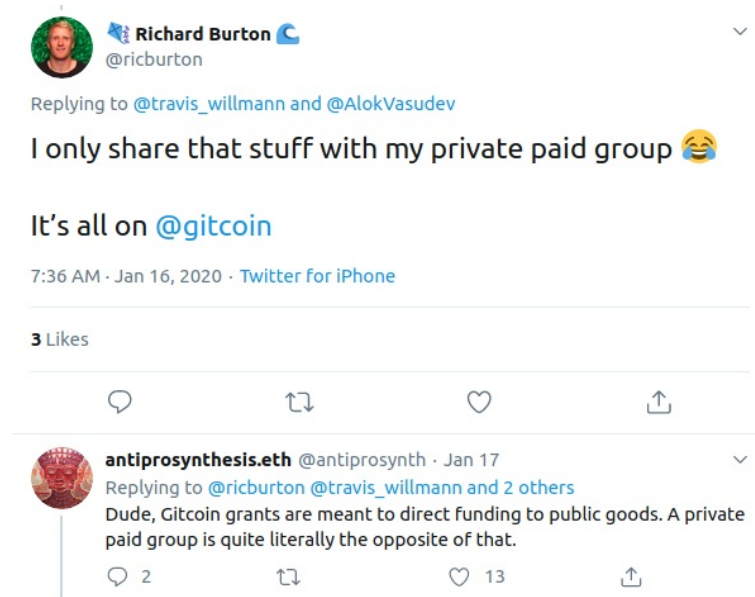 🪁 Richard Burton 🌊
@ricburton
Replying to @travis_willmann and @AlokVasudev
I only share that stuff with my private paid group 😂
It’s all on @gitcoin
7:36 AM · Jan 16, 2020 · Twitter for iPhone
3 Likes
antiprosynthesis.eth @antiprosynth · Jan 17
Replying to @ricburton @travis_willmann and 2 others
Dude, Gitcoin grants are meant to direct funding to public goods. A private
paid group is quite literally the opposite of that.
2 13